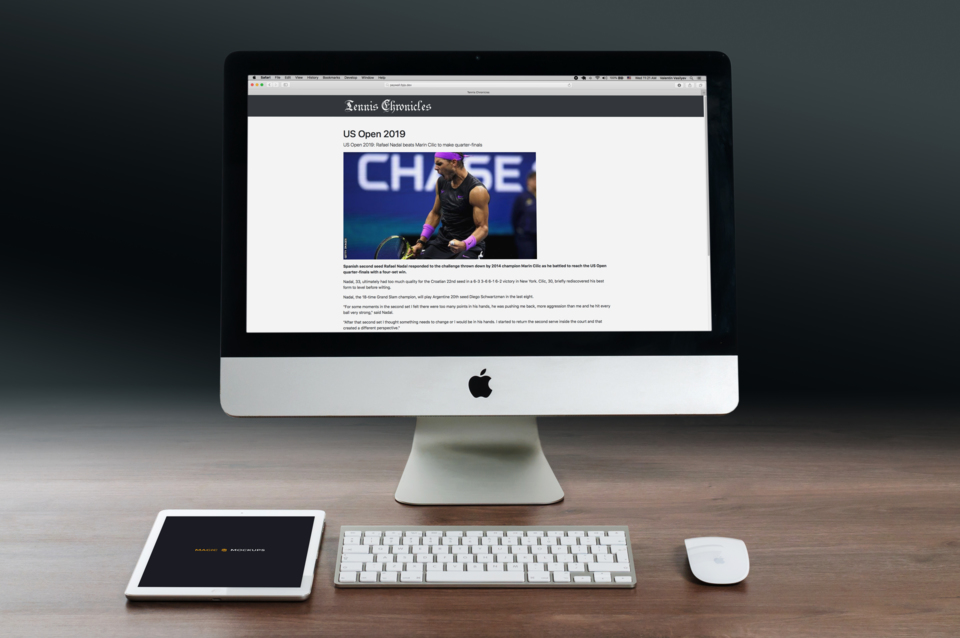 Safari File Edit View History Bookmarks Develop Window Help
Tennis Chronicles
Tennis Chronicles
US Open 2019
US Open 2019: Rafael Nadal beats Marin Cilic to make quarter-finals
CHASE
Spanish second seed Rafael Nadal responded to the challenge thrown down by 2014 champion Marin Cilic as he battled to reach the US Open
quarter-finals with a four-set win.
Nadal, 33, ultimately had too much quality for the Croatian 22nd seed in a 6-3 3-6 6-1 6-2 victory in New York. Cilic, 30, briefly rediscovered his best
form to level before wilting.
Nadal, the 18-time Grand Slam champion, will play Argentine 20th seed Diego Schwartzman in the last eight.
"For some moments in the second set I felt there were too many points in his hands, he was pushing me back, more aggression than me and he hit every
ball very strong," said Nadal.
"After that second set I thought something needs to change or I would be in his hands. I started to return the second serve inside the court and that
created a different perspective."
MAGIC MOCKUPS